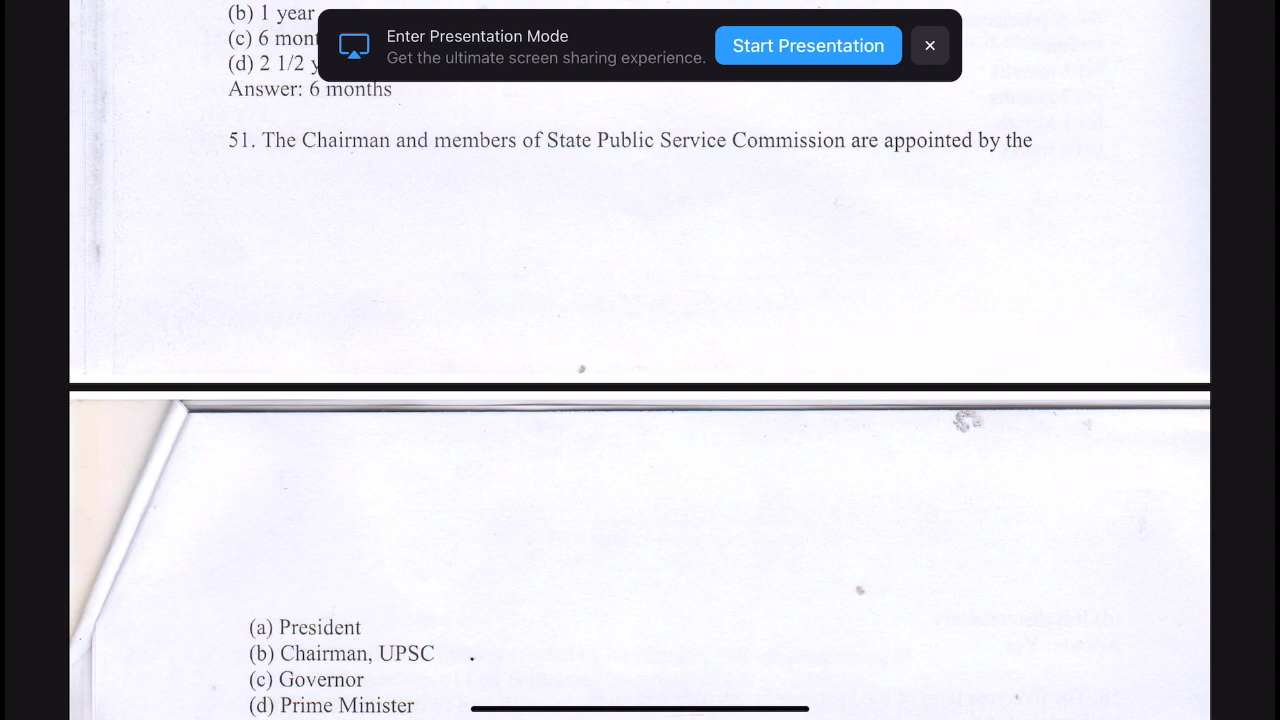 (b) 1 year
(c) 6 mont
(d) 2 1/2 y
Enter Presentation Mode
Get the ultimate screen sharing experience.
Start Presentation
Answer: 6 months
51. The Chairman and members of State Public Service Commission are appointed by the
(a) President
(b) Chairman, UPSC
(c) Governor
(d) Prime Minister